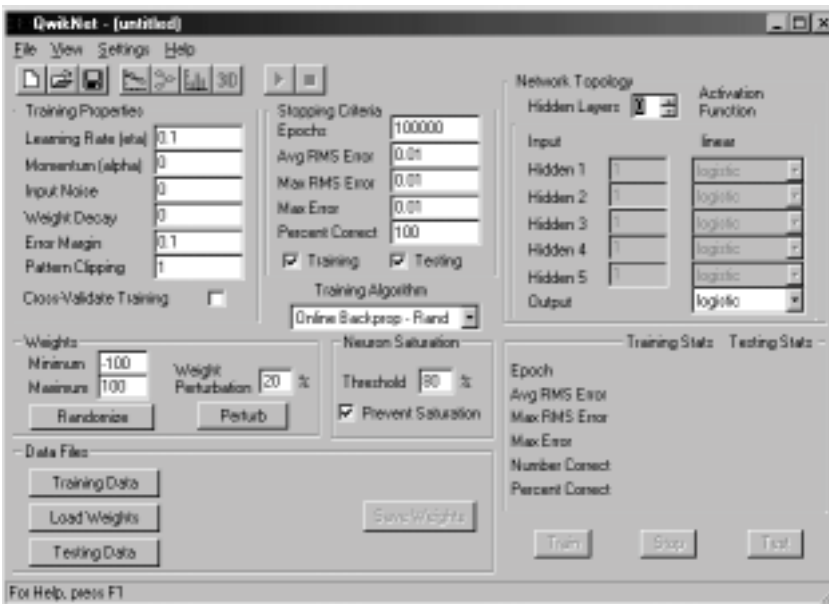 QwikNet - (untitled)
File View Settings Help
3D
Training Properties
Learning Rate (eta) 0.1
Momentum (alpha) 0
Input Noise 0
Weight Decay 0
Error Margin 0.1
Pattern Clipping 1
Cross-Validate Training
Stopping Criteria
Epochs 100000
Avg RMS Error 0.01
Max RMS Error 0.01
Max Error 0.01
Percent Correct 100
Training Testing
Training Algorithm
Online Backprop - Rand
Network Topology
Hidden Layers
Activation
Function
Input linear
Hidden 1 1 logistic
Hidden 2 1 logistic
Hidden 3 1 logistic
Hidden 4 1 logistic
Hidden 5 1 logistic
Output logistic
Weights
Minimum -100
Maximum 100
Weight
Perturbation 20 %
Randomize Perturb
Neuron Saturation
Threshold 80 %
Prevent Saturation
Training Stats Testing Stats
Epoch
Avg RMS Error
Max RMS Error
Max Error
Number Correct
Percent Correct
Data Files
Training Data
Load Weights
Testing Data
Save Weights
Train Stop Test
For Help, press F1